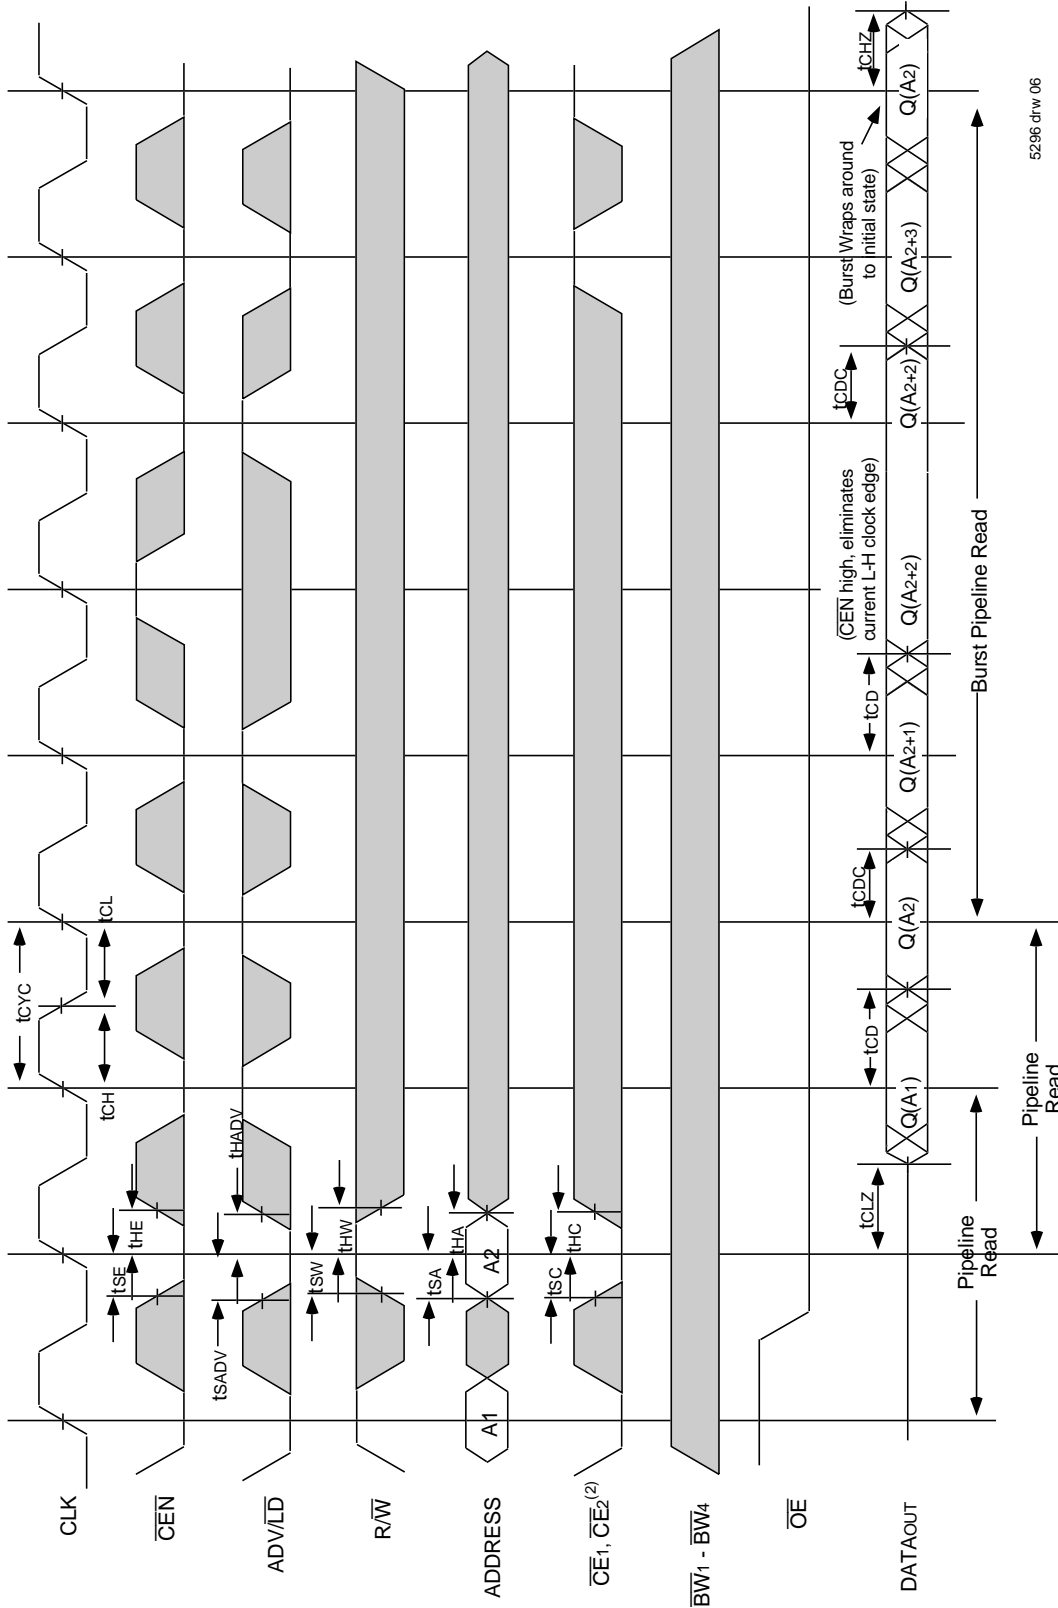 CLK
tCYC
tCH
tCL
CEN
tSE
tHE
ADV/LD
tSADV
tHADV
R/W
tSW
tHW
ADDRESS
A1
A2
tSA
tHA
CE1, CE2(2)
tSC
tHC
BW1 - BW4
OE
(CEN high, eliminates
current L-H clock edge)
(Burst Wraps around
to initial state)
tCLZ
tCD
tCDC
tCD
tCDC
tCHZ
DATAOUT
Q(A1)
Q(A2)
Q(A2+1)
Q(A2+2)
Q(A2+2)
Q(A2+3)
Q(A2)
Pipeline
Read
Burst Pipeline Read
Pipeline
Read
5296 drw 06